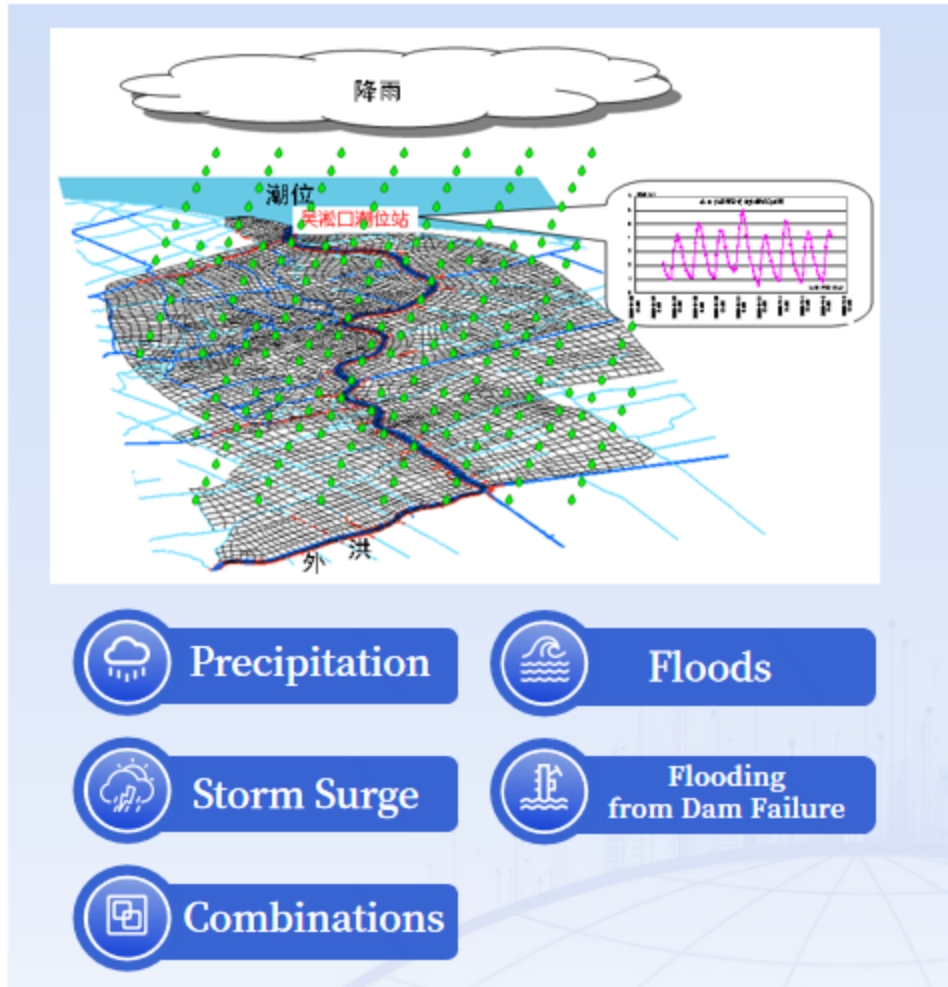 降雨
潮位
吴淞口潮位站
外洪
Precipitation
Floods
Storm Surge
Flooding
from Dam Failure
Combinations